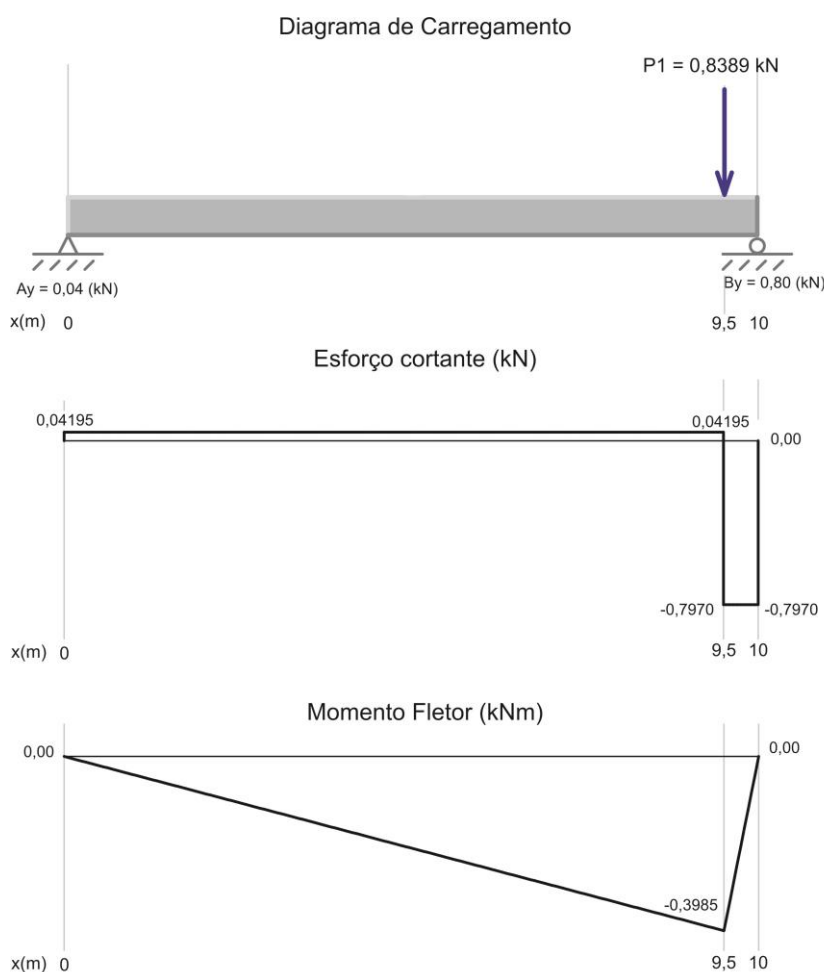 Diagrama de Carregamento
P1 = 0,8389 kN
Ay = 0,04 (kN)
By = 0,80 (kN)
x(m) 0 9,5 10
Esforço cortante (kN)
0,04195 0,04195
0,00
-0,7970 -0,7970
x(m) 0 9,5 10
Momento Fletor (kNm)
0,00 0,00
-0,3985
x(m) 0 9,5 10